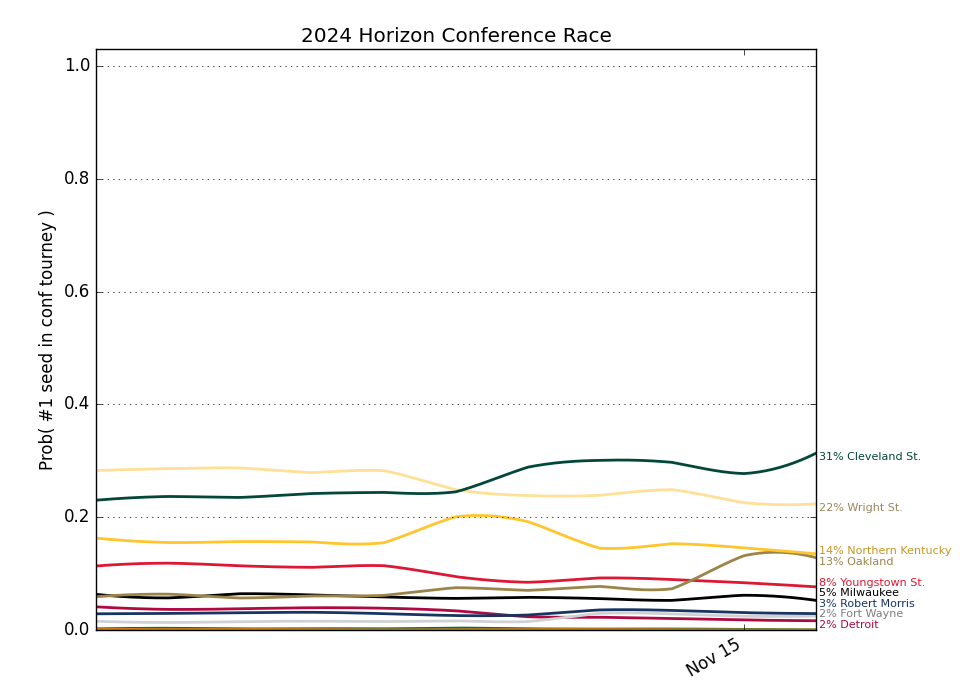 2024 Horizon Conference Race
Prob( #1 seed in conf tourney )
1.0
0.8
0.6
0.4
0.2
0.0
31% Cleveland St.
22% Wright St.
14% Northern Kentucky
13% Oakland
8% Youngstown St.
5% Milwaukee
3% Robert Morris
2% Fort Wayne
2% Detroit
Nov 15